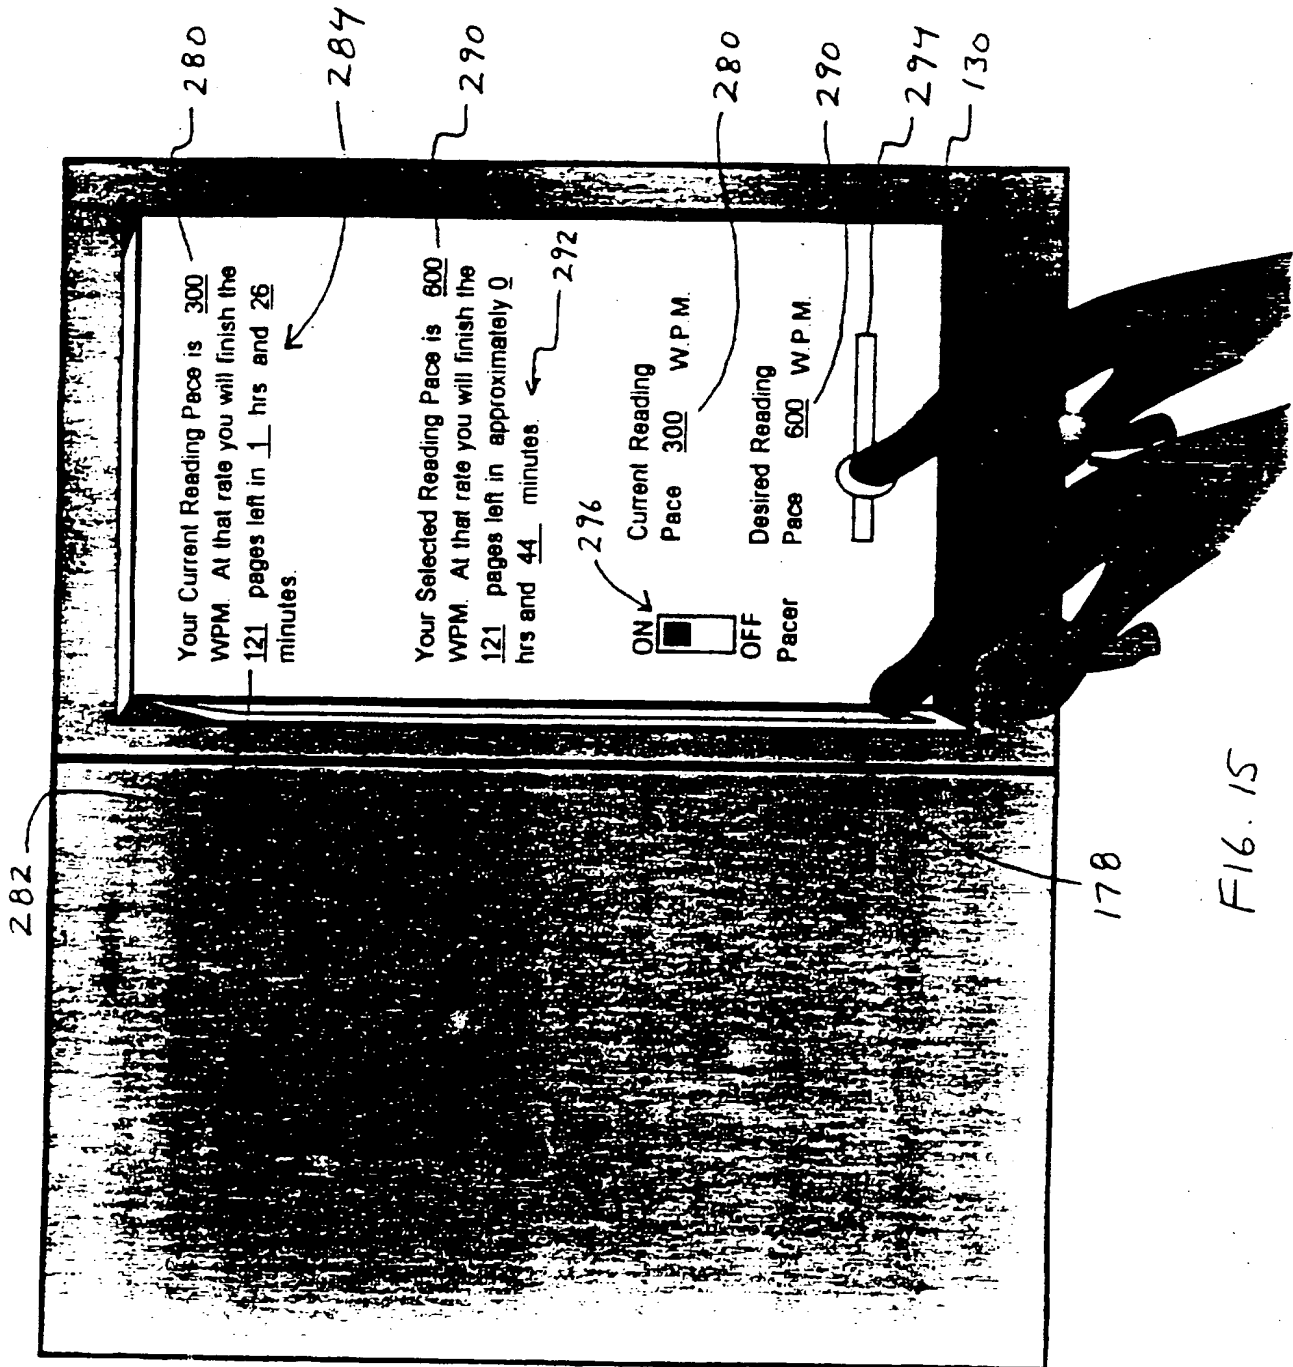 282
Your Current Reading Pace is 300
WPM. At that rate you will finish the
121 pages left in 1 hrs and 26
minutes.
280
284
Your Selected Reading Pace is 600
WPM. At that rate you will finish the
121 pages left in approximately 0
hrs and 44 minutes.
290
292
296
ON
OFF
Pacer
Current Reading
Pace 300 W.P.M.
280
Desired Reading
Pace 600 W.P.M.
290
294
130
178
FIG. 15